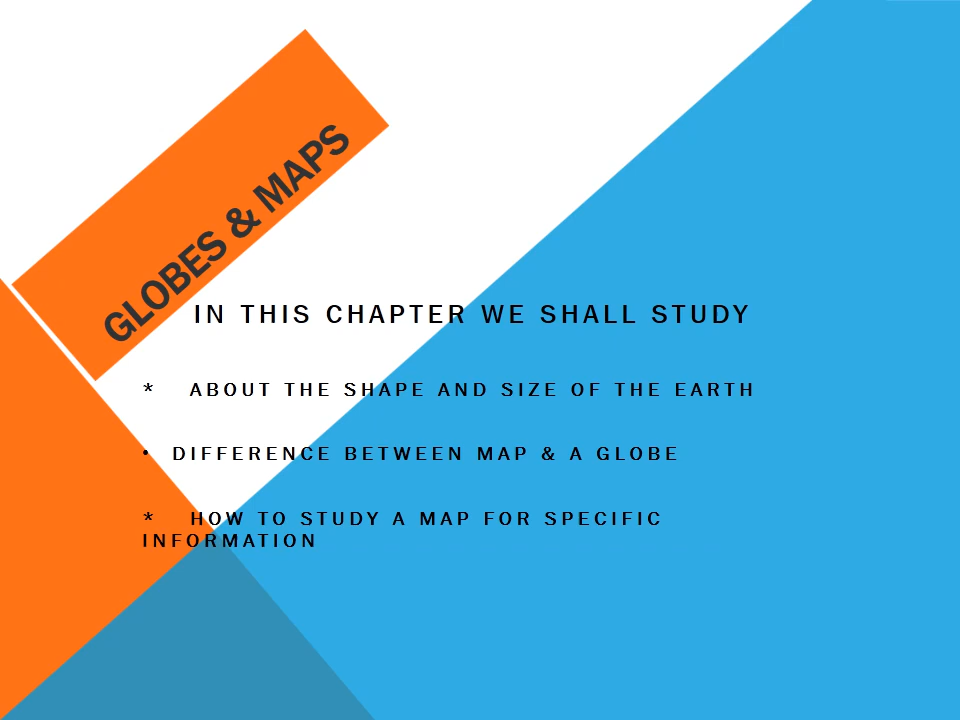 GLOBES & MAPS
IN THIS CHAPTER WE SHALL STUDY
* ABOUT THE SHAPE AND SIZE OF THE EARTH
• DIFFERENCE BETWEEN MAP & A GLOBE
* HOW TO STUDY A MAP FOR SPECIFIC
INFORMATION